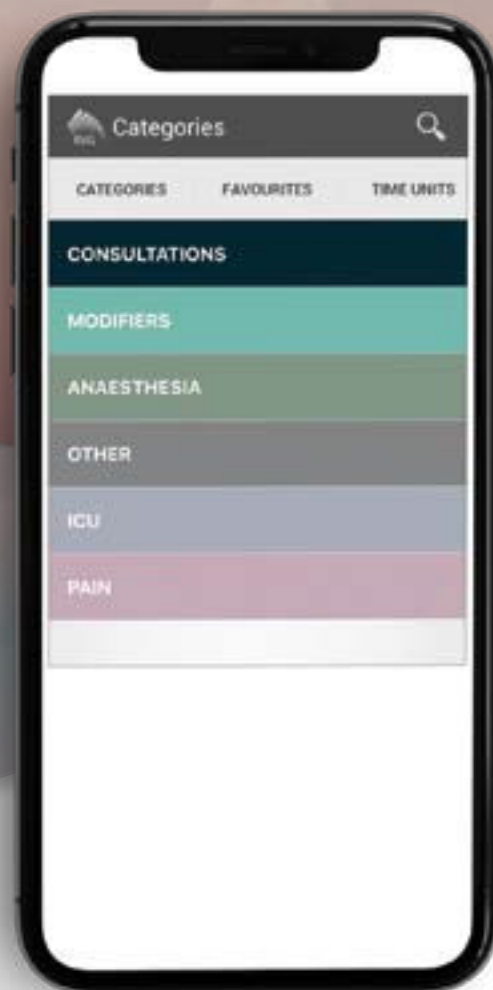 Categories
CATEGORIES FAVOURITES TIME UNITS
CONSULTATIONS
MODIFIERS
ANAESTHESIA
OTHER
ICU
PAIN